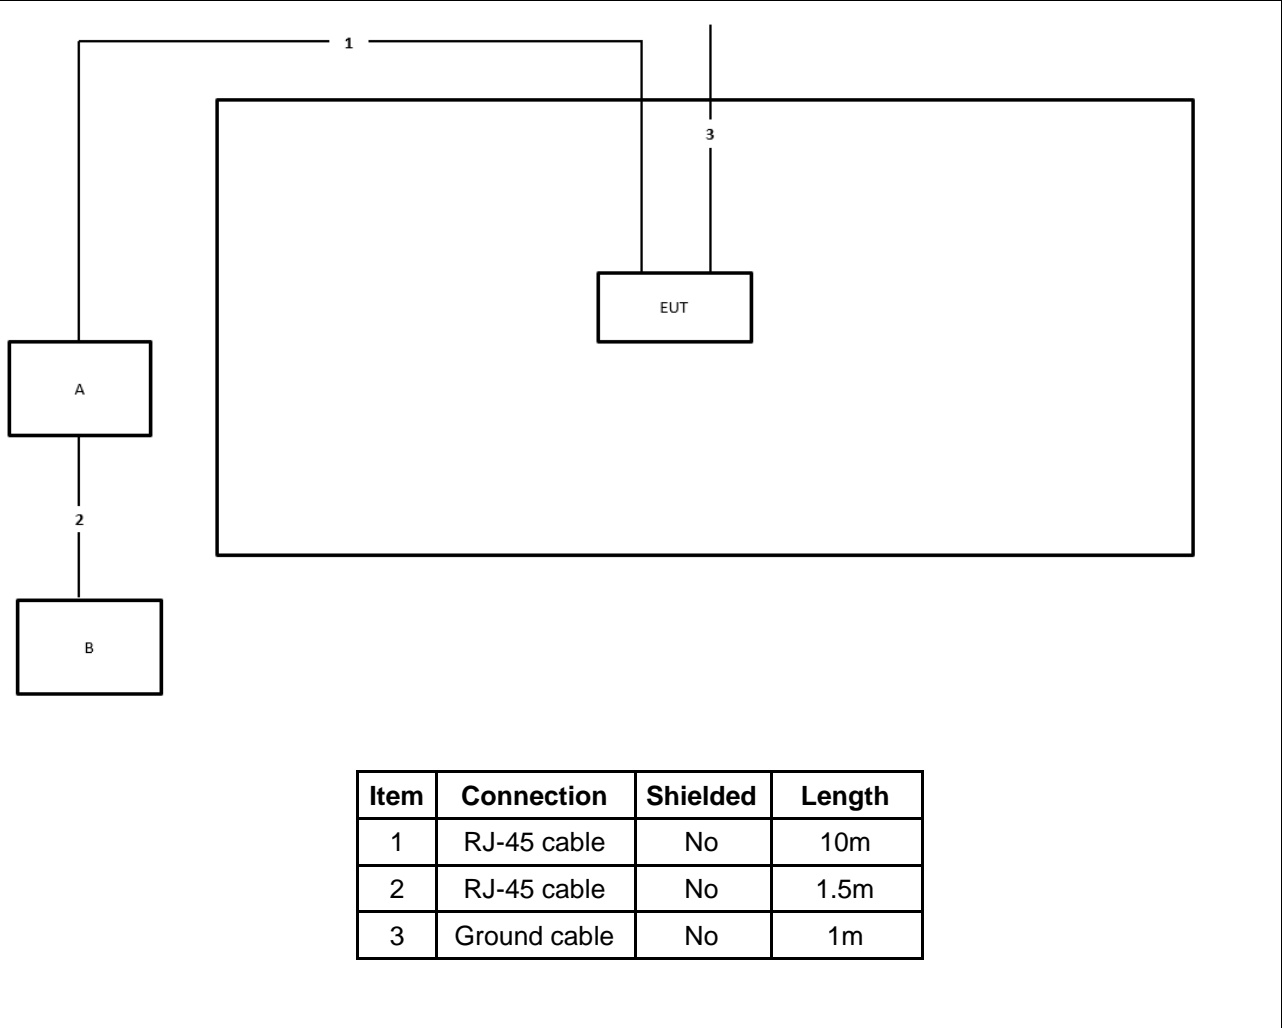 1
3
EUT
A
2
B
Item Connection Shielded Length
1 RJ-45 cable No 10m
2 RJ-45 cable No 1.5m
3 Ground cable No 1m